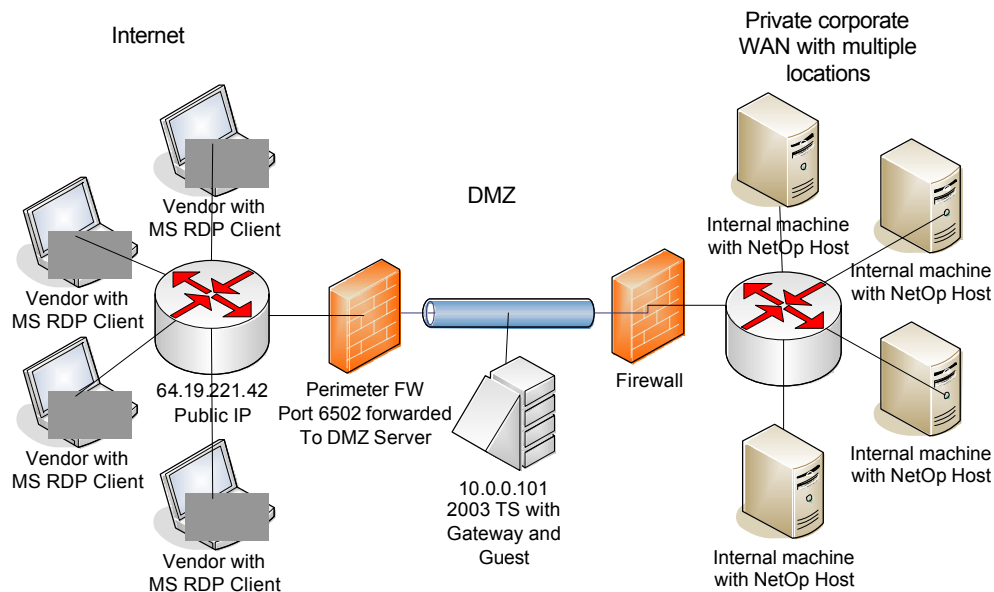 Internet
Private corporate
WAN with multiple
locations
DMZ
Vendor with
MS RDP Client
Vendor with
MS RDP Client
Vendor with
MS RDP Client
Vendor with
MS RDP Client
64.19.221.42
Public IP
Perimeter FW
Port 6502 forwarded
To DMZ Server
10.0.0.101
2003 TS with
Gateway and
Guest
Firewall
Internal machine
with NetOp Host
Internal machine
with NetOp Host
Internal machine
with NetOp Host
Internal machine
with NetOp Host